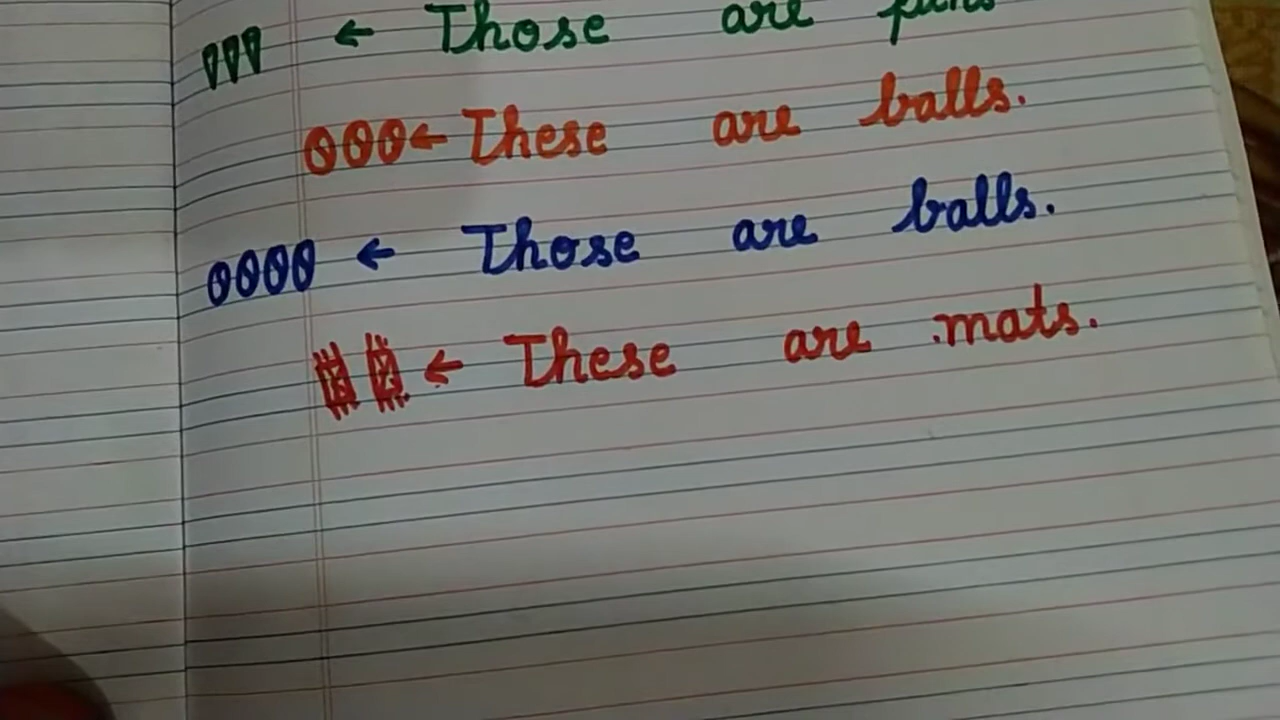 ← Those are
← These are balls.
← Those are balls.
← These are mats.